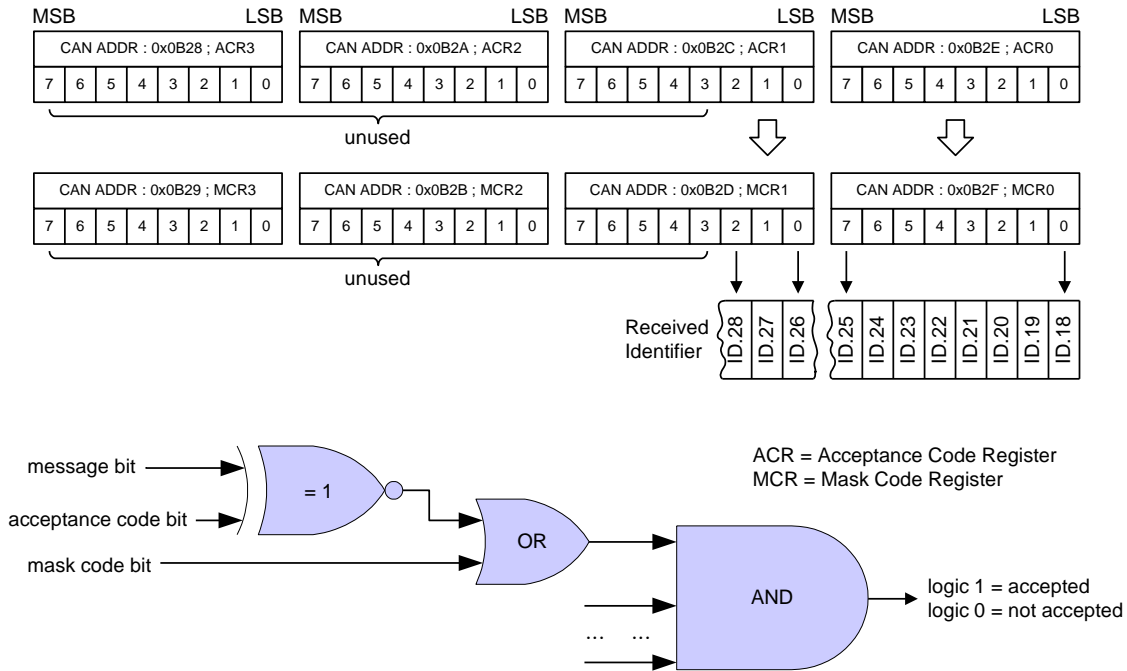 MSB LSB MSB LSB
CAN ADDR : 0x0B28 ; ACR3 CAN ADDR : 0x0B2A ; ACR2 CAN ADDR : 0x0B2C ; ACR1 CAN ADDR : 0x0B2E ; ACR0
7 6 5 4 3 2 1 0 7 6 5 4 3 2 1 0 7 6 5 4 3 2 1 0 7 6 5 4 3 2 1 0
unused
CAN ADDR : 0x0B29 ; MCR3 CAN ADDR : 0x0B2B ; MCR2 CAN ADDR : 0x0B2D ; MCR1 CAN ADDR : 0x0B2F ; MCR0
7 6 5 4 3 2 1 0 7 6 5 4 3 2 1 0 7 6 5 4 3 2 1 0 7 6 5 4 3 2 1 0
unused
Received
Identifier
ID.28 ID.27 ID.26 ID.25 ID.24 ID.23 ID.22 ID.21 ID.20 ID.19 ID.18
ACR = Acceptance Code Register
MCR = Mask Code Register
message bit
= 1
acceptance code bit
OR
mask code bit
AND
logic 1 = accepted
logic 0 = not accepted
... ...